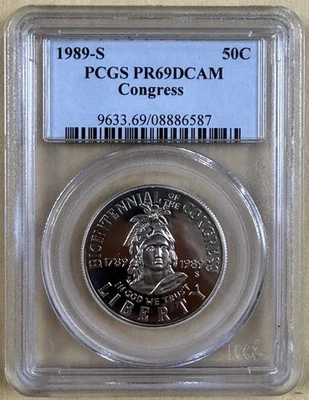 1989-S 50C
PCGS PR69DCAM
Congress
9633.69/08886587
BICENTENNIAL OF THE CONGRESS
1789 1989
S
IN GOD WE TRUST
LIBERTY
PCGS